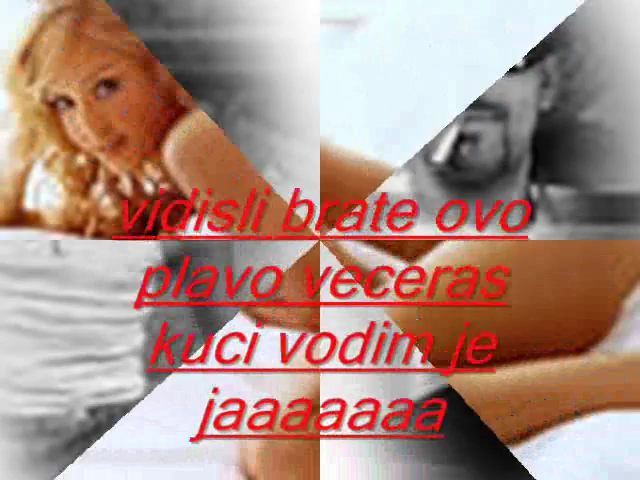 vidisli brate ovo
plavo veceras
kuci vodim je
jaaaaaaa